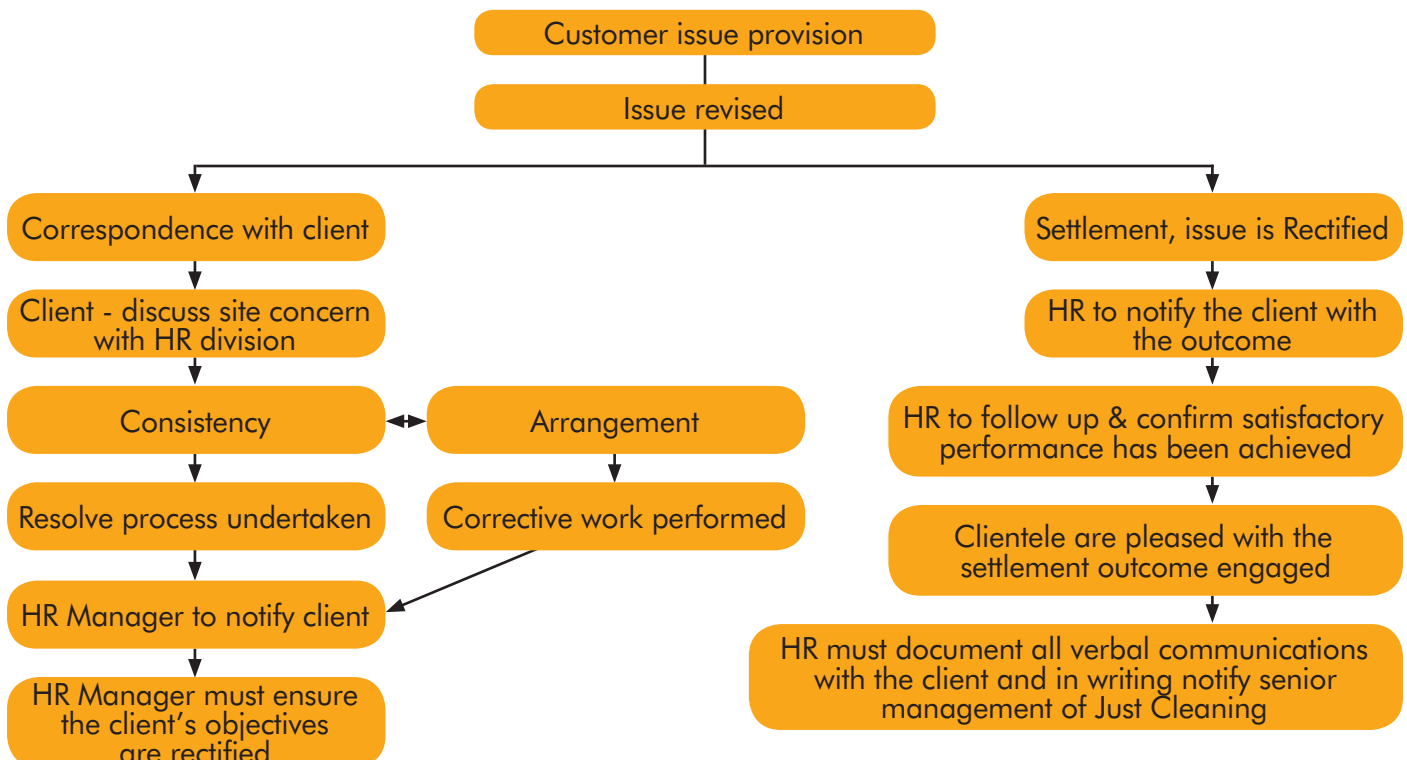 Customer issue provision
Issue revised
Correspondence with client
Client - discuss site concern
with HR division
Consistency
Arrangement
Resolve process undertaken
Corrective work performed
HR Manager to notify client
HR Manager must ensure
the client's objectives
are rectified
Settlement, issue is Rectified
HR to notify the client with
the outcome
HR to follow up & confirm satisfactory
performance has been achieved
Clientele are pleased with the
settlement outcome engaged
HR must document all verbal communications
with the client and in writing notify senior
management of Just Cleaning